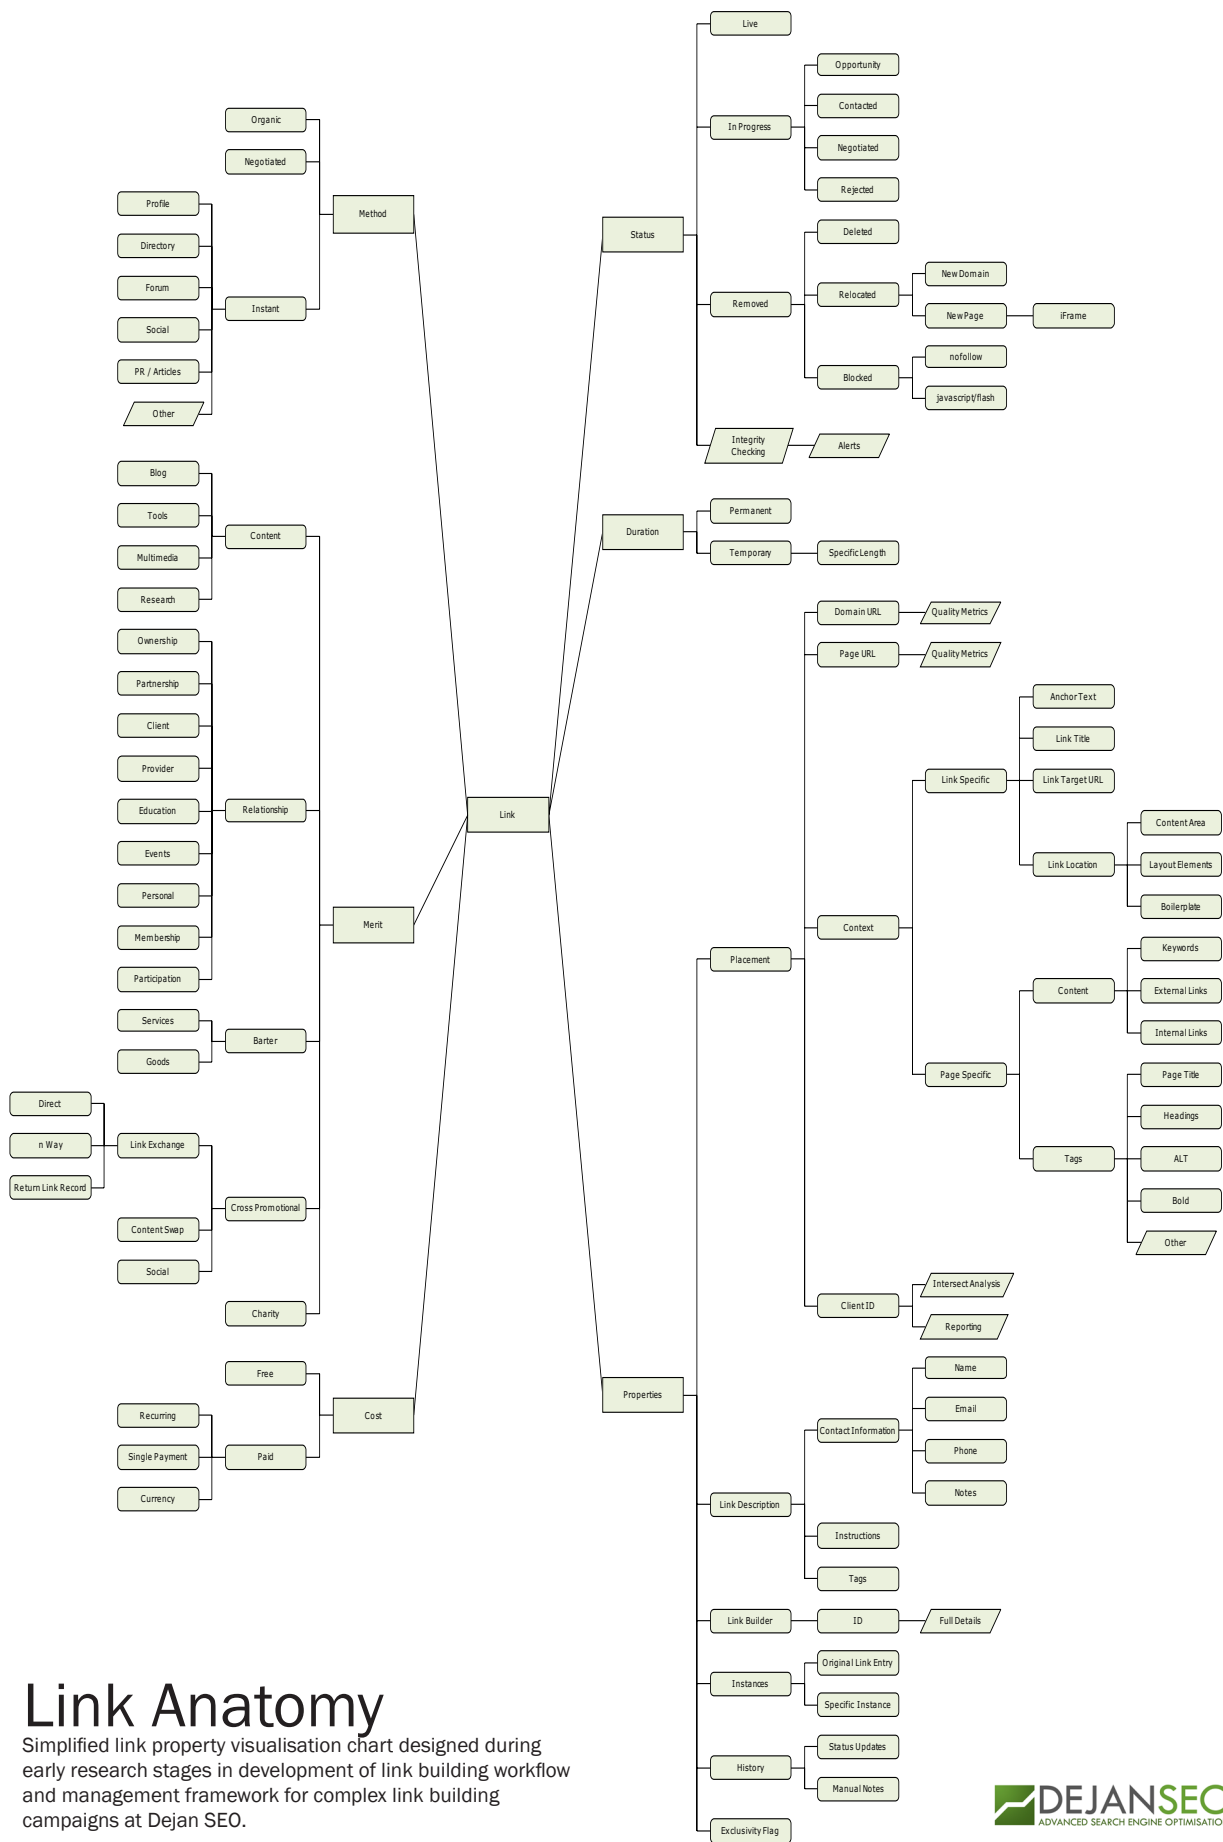 Live
Opportunity
Contacted
In Progress
Negotiated
Rejected
Organic
Negotiated
Method
Profile
Directory
Forum
Instant
Social
PR / Articles
Other
Status
Deleted
New Domain
Relocated
Removed
New Page
iFrame
nofollow
Blocked
javascript/flash
Integrity
Checking
Alerts
Blog
Tools
Content
Multimedia
Research
Permanent
Duration
Temporary
Specific Length
Ownership
Partnership
Client
Provider
Education
Relationship
Events
Personal
Membership
Participation
Merit
Link
Domain URL
Quality Metrics
Page URL
Quality Metrics
Anchor Text
Link Title
Link Specific
Link Target URL
Content Area
Link Location
Layout Elements
Boilerplate
Context
Placement
Keywords
Content
External Links
Internal Links
Page Specific
Page Title
Headings
Tags
ALT
Bold
Other
Services
Barter
Goods
Direct
n Way
Link Exchange
Return Link Record
Cross Promotional
Content Swap
Social
Charity
Intersect Analysis
Client ID
Reporting
Free
Cost
Recurring
Single Payment
Paid
Currency
Properties
Name
Email
Contact Information
Phone
Notes
Link Description
Instructions
Tags
Link Builder
ID
Full Details
Original Link Entry
Instances
Specific Instance
Status Updates
History
Manual Notes
Exclusivity Flag
Link Anatomy
Simplified link property visualisation chart designed during
early research stages in development of link building workflow
and management framework for complex link building
campaigns at Dejan SEO.
DEJANSEO
ADVANCED SEARCH ENGINE OPTIMISATIO